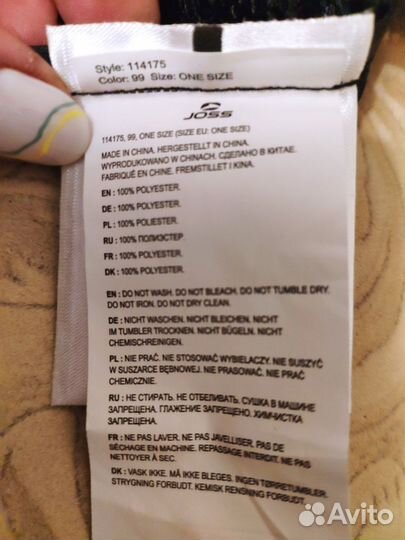 Style: 114175
Color: 99 Size: ONE SIZE
JOSS
114175, 99, ONE SIZE (SIZE EU: ONE SIZE)
MADE IN CHINA. HERGESTELLT IN CHINA.
WYPRODUKOWANO W CHINACH. СДЕЛАНО В КИТАЕ.
FABRIQUÉ EN CHINE. FREMSTILLET I KINA.
EN : 100% POLYESTER.
DE : 100% POLYESTER.
PL : 100% POLIESTER.
RU : 100% ПОЛИЭСТЕР.
FR : 100% POLYESTER.
DK : 100% POLYESTER.
EN : DO NOT WASH. DO NOT BLEACH. DO NOT TUMBLE DRY.
DO NOT IRON. DO NOT DRY CLEAN.
DE : NICHT WASCHEN. NICHT BLEICHEN. NICHT
IM TUMBLER TROCKNEN. NICHT BÜGELN. NICHT
CHEMISCHREINIGEN.
PL : NIE PRAĆ. NIE STOSOWAĆ WYBIELACZY. NIE SUSZYĆ
W SUSZARCE BĘBNOWEJ. NIE PRASOWAĆ. NIE PRAĆ
CHEMICZNIE.
RU : НЕ СТИРАТЬ. НЕ ОТБЕЛИВАТЬ. СУШКА В МАШИНЕ
ЗАПРЕЩЕНА. ГЛАЖЕНИЕ ЗАПРЕЩЕНО. ХИМЧИСТКА
ЗАПРЕЩЕНА.
FR : NE PAS LAVER. NE PAS JAVELLISER. PAS DE
SÉCHAGE EN MACHINE. REPASSAGE INTERDIT. NE PAS
NETTOYER À SEC.
DK : VASK IKKE. MÅ IKKE BLEGES. INGEN TØRRETUMBLER.
STRYGNING FORBUDT. KEMISK RENSNING FORBUDT.
Avito